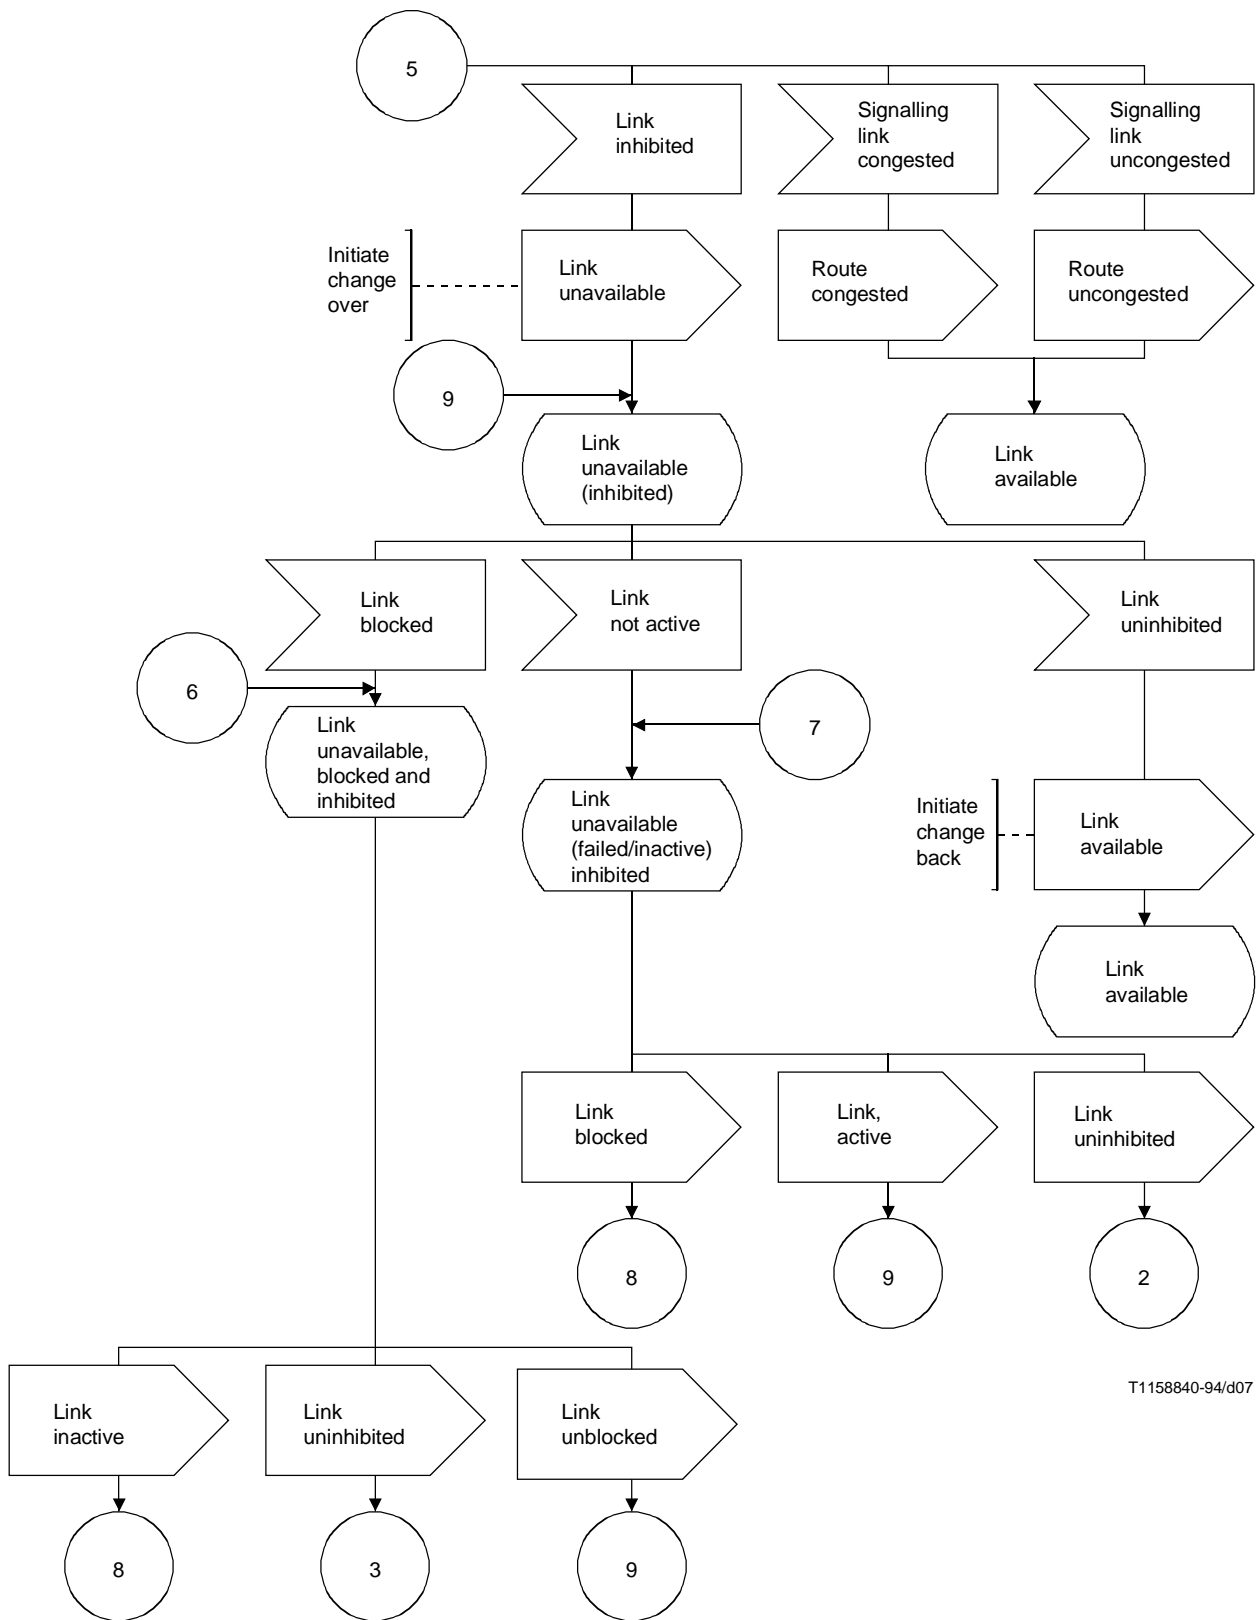 5
Link
inhibited
Signalling
link
congested
Signalling
link
uncongested
Initiate
change
over
Link
unavailable
Route
congested
Route
uncongested
9
Link
unavailable
(inhibited)
Link
available
Link
blocked
Link
not active
Link
uninhibited
6
Link
unavailable,
blocked and
inhibited
7
Link
unavailable
(failed/inactive)
inhibited
Initiate
change
back
Link
available
Link
available
Link
blocked
Link,
active
Link
uninhibited
8
9
2
T1158840-94/d07
Link
inactive
Link
uninhibited
Link
unblocked
8
3
9